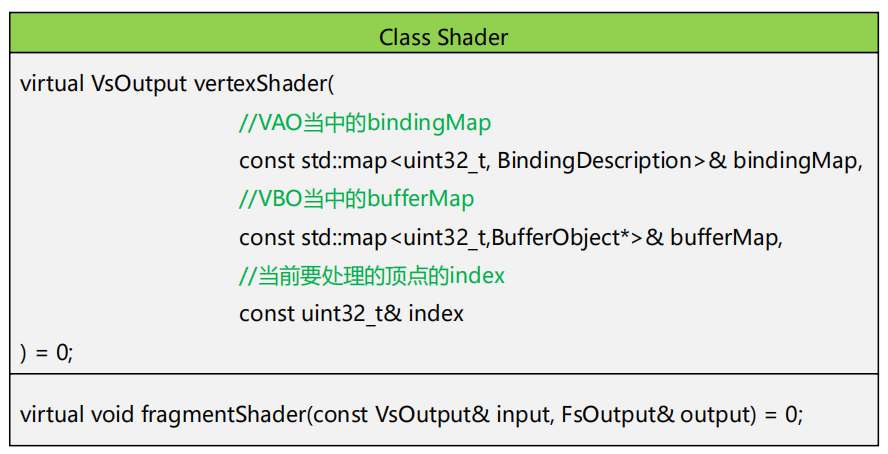 Class Shader
virtual VsOutput vertexShader(
//VAO当中的bindingMap
const std::map<uint32_t, BindingDescription>& bindingMap,
//VBO当中的bufferMap
const std::map<uint32_t,BufferObject*>& bufferMap,
//当前要处理的顶点的index
const uint32_t& index
) = 0;
virtual void fragmentShader(const VsOutput& input, FsOutput& output) = 0;